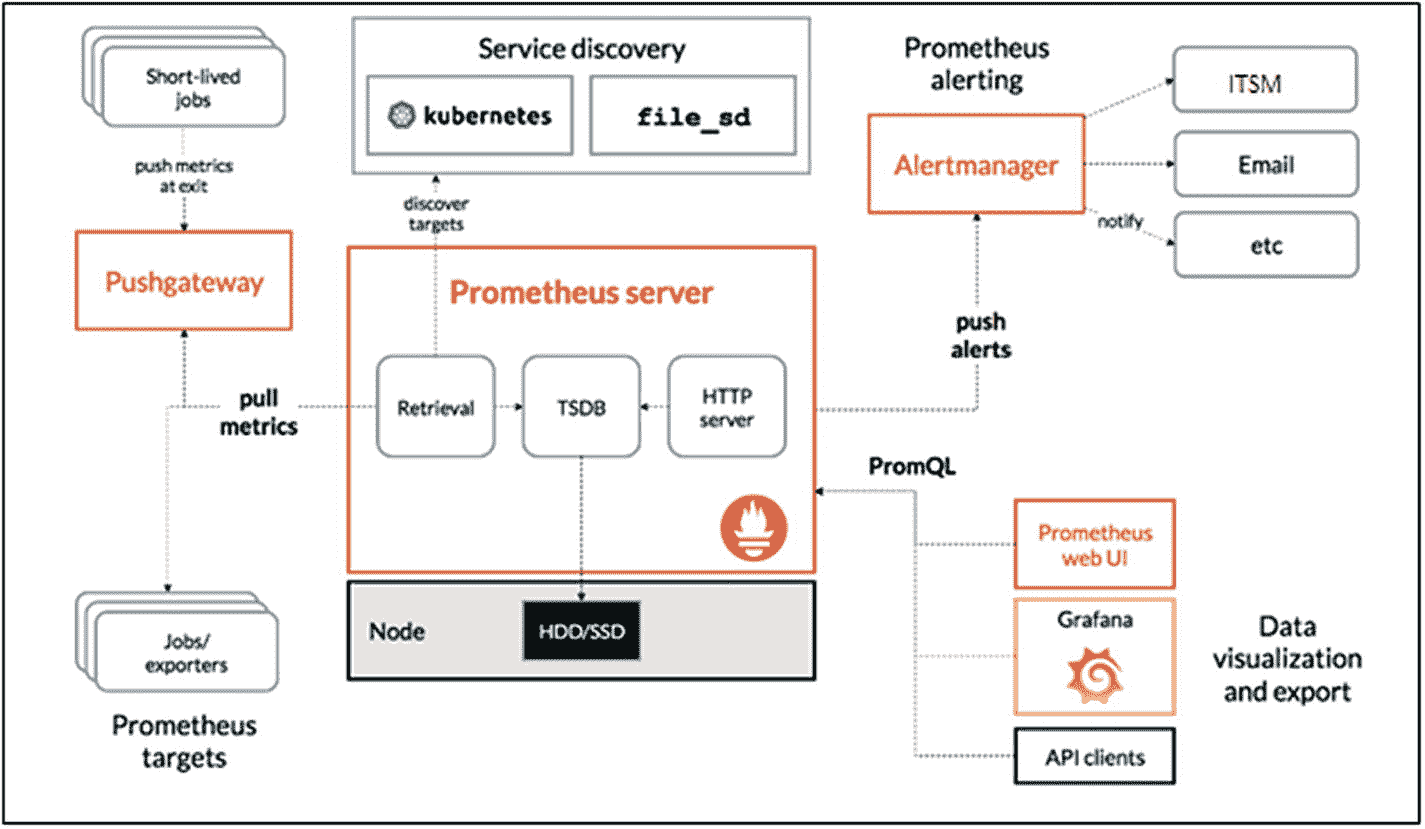 Short-lived
jobs
push metrics
at exit
Pushgateway
pull
metrics
Jobs/
exporters
Prometheus
targets
Service discovery
kubernetes
file_sd
discover
targets
Prometheus server
Retrieval
TSDB
HTTP
server
Node
HDD/SSD
Prometheus
alerting
Alertmanager
ITSM
Email
etc
notify
push
alerts
PromQL
Prometheus
web UI
Grafana
API clients
Data
visualization
and export